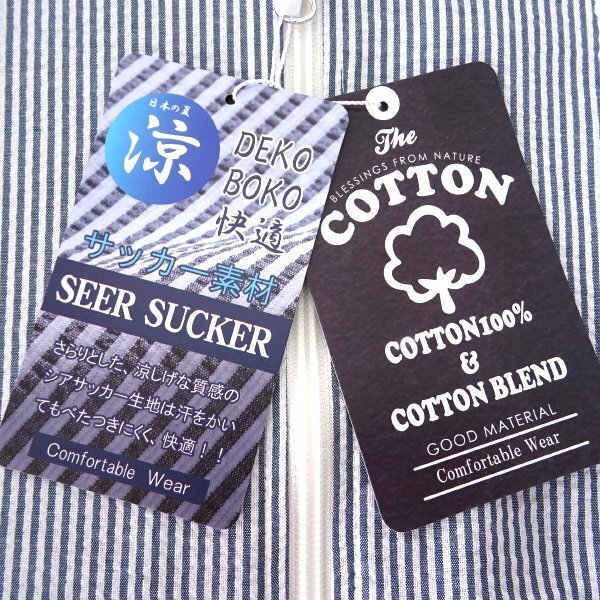 日本の夏
涼
DEKO
BOKO
快適
サッカー素材
SEER SUCKER
さらりとした、涼しげな質感の
シアサッカー生地は汗をかい
てもべたつきにくく、快適！！
Comfortable Wear
The
BLESSINGS FROM NATURE
COTTON
COTTON100%
&
COTTON BLEND
GOOD MATERIAL
Comfortable Wear